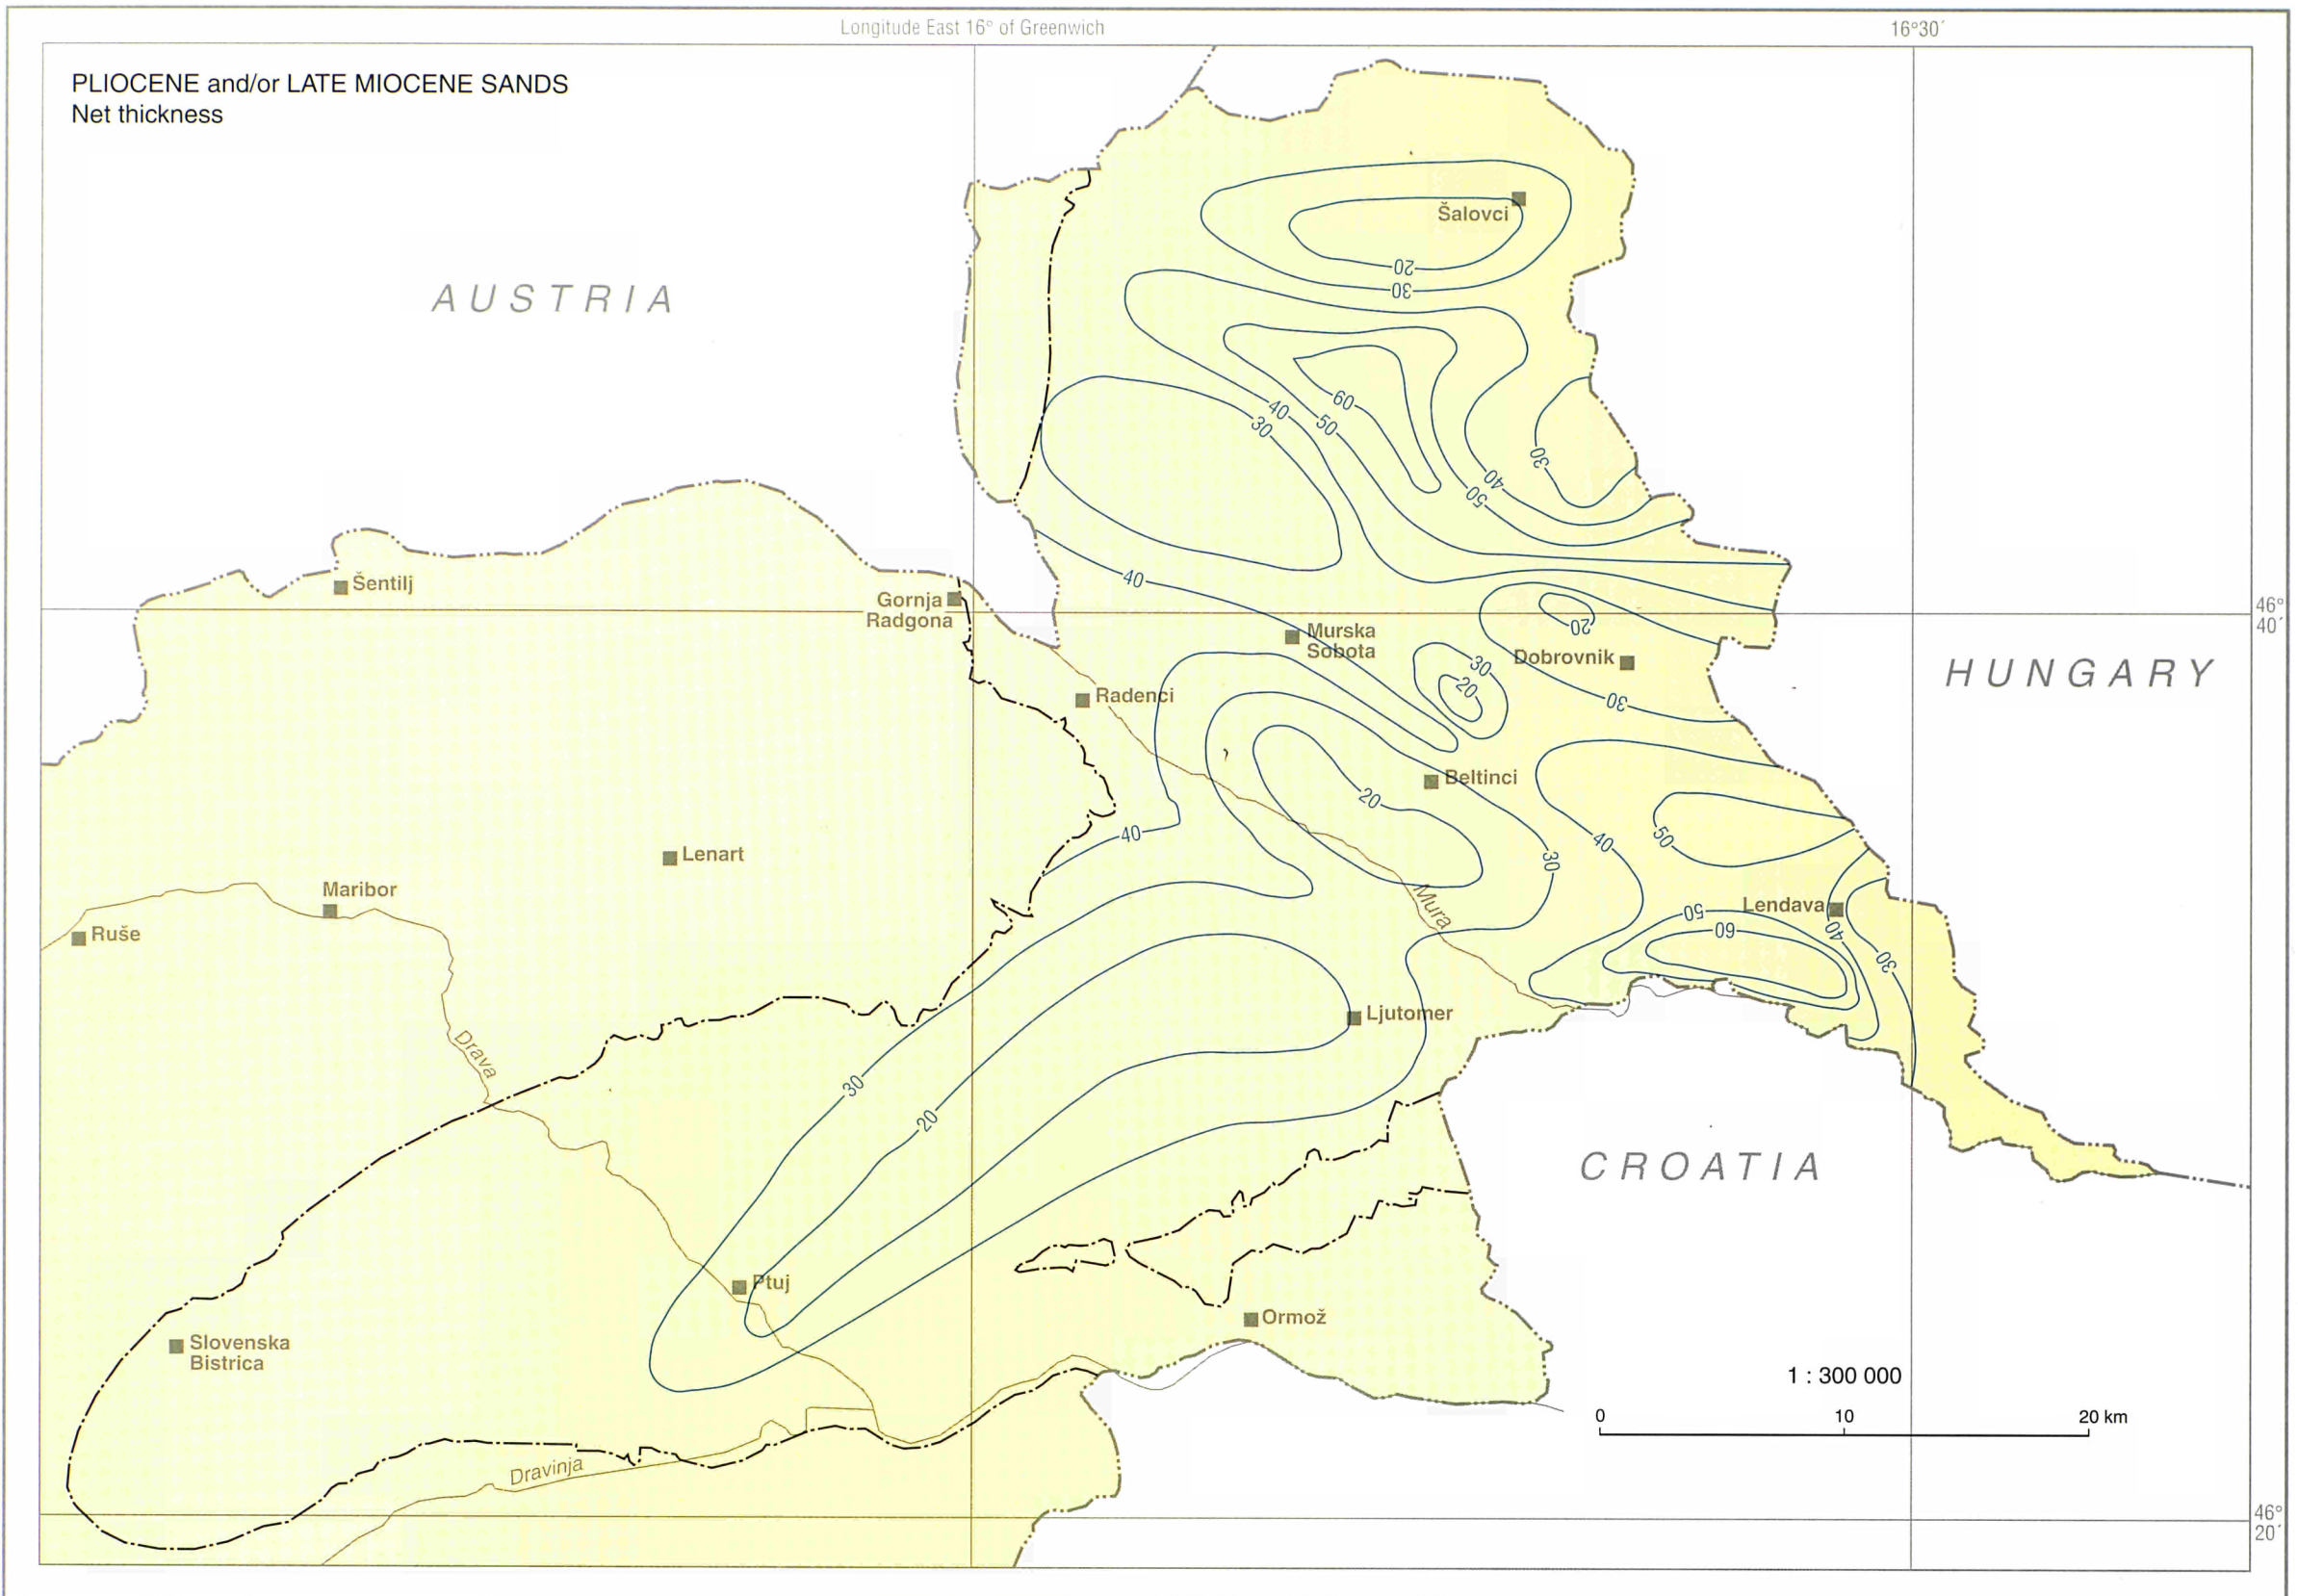 Longitude East 16° of Greenwich
16°30´
PLIOCENE and/or LATE MIOCENE SANDS
Net thickness
AUSTRIA
Šalovci
20
30
60
40
50
30
30
40
50
40
Šentilj
Gornja
Radgona
46°
40´
Murska
Sobota
20
Dobrovnik
30
20
30
HUNGARY
Radenci
Beltinci
20
40
50
40
30
Lenart
Maribor
Ruše
Mura
50
60
Lendava
40
30
Ljutomer
Drava
30
20
CROATIA
Ptuj
Ormož
Slovenska
Bistrica
1 : 300 000
0 10 20 km
Dravinja
46°
20´